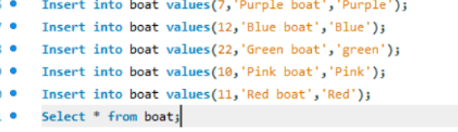 Insert into boat values(7,'Purple boat','Purple');
Insert into boat values(12,'Blue boat','Blue');
Insert into boat values(22,'Green boat','green');
Insert into boat values(10,'Pink boat','Pink');
Insert into boat values(11,'Red boat','Red');
Select * from boat;